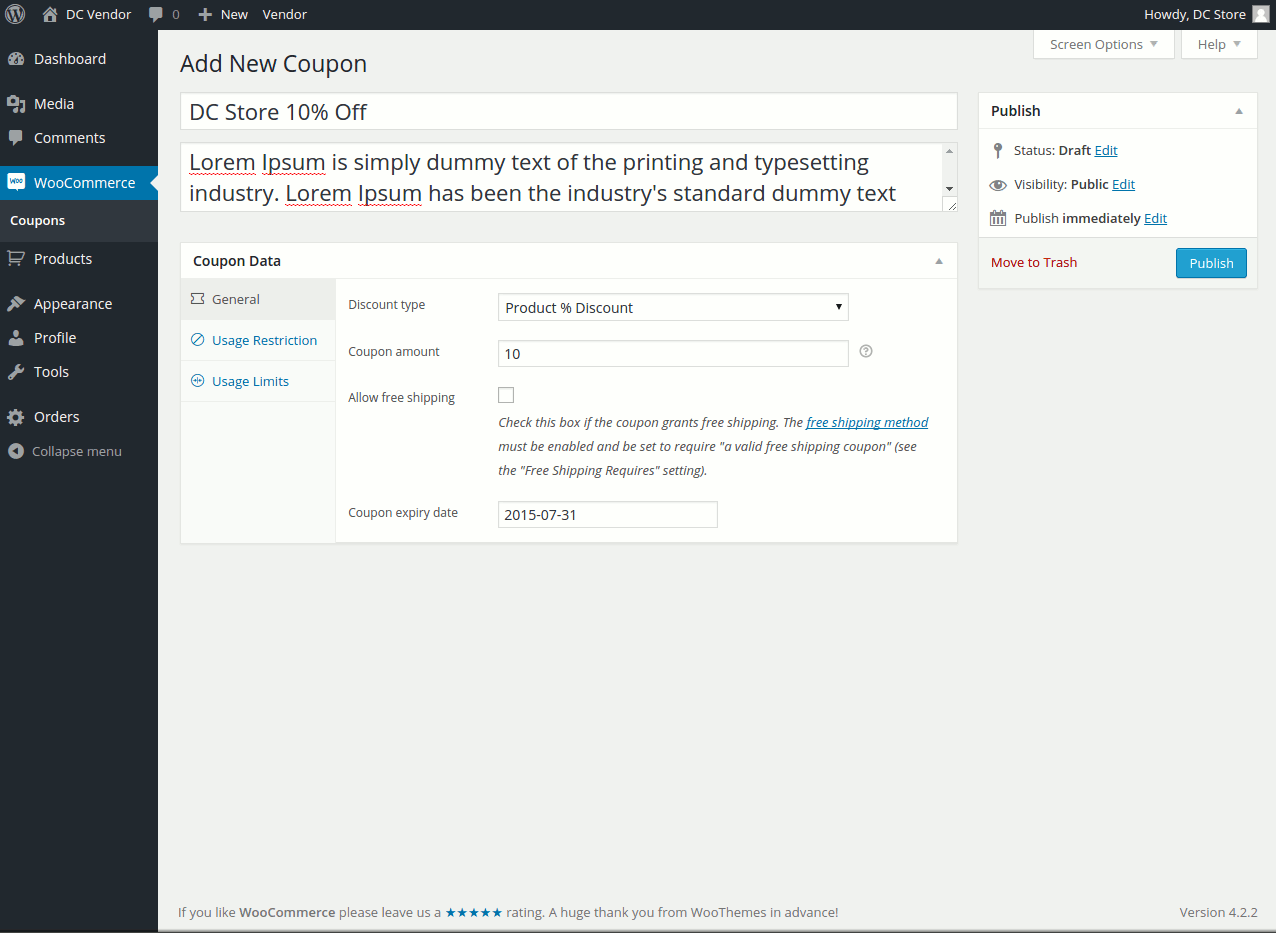 DC Vendor 0 New Vendor Howdy, DC Store
Screen Options Help
Dashboard
Media
Comments
Woo WooCommerce
Coupons
Products
Appearance
Profile
Tools
Orders
Collapse menu
Add New Coupon
DC Store 10% Off
Lorem Ipsum is simply dummy text of the printing and typesetting
industry. Lorem Ipsum has been the industry's standard dummy text
Coupon Data
General
Usage Restriction
Usage Limits
Discount type Product % Discount
Coupon amount 10
Allow free shipping
Check this box if the coupon grants free shipping. The free shipping method
must be enabled and be set to require "a valid free shipping coupon" (see
the "Free Shipping Requires" setting).
Coupon expiry date 2015-07-31
Publish
Status: Draft Edit
Visibility: Public Edit
Publish immediately Edit
Move to Trash Publish
If you like WooCommerce please leave us a ★★★★★ rating. A huge thank you from WooThemes in advance! Version 4.2.2